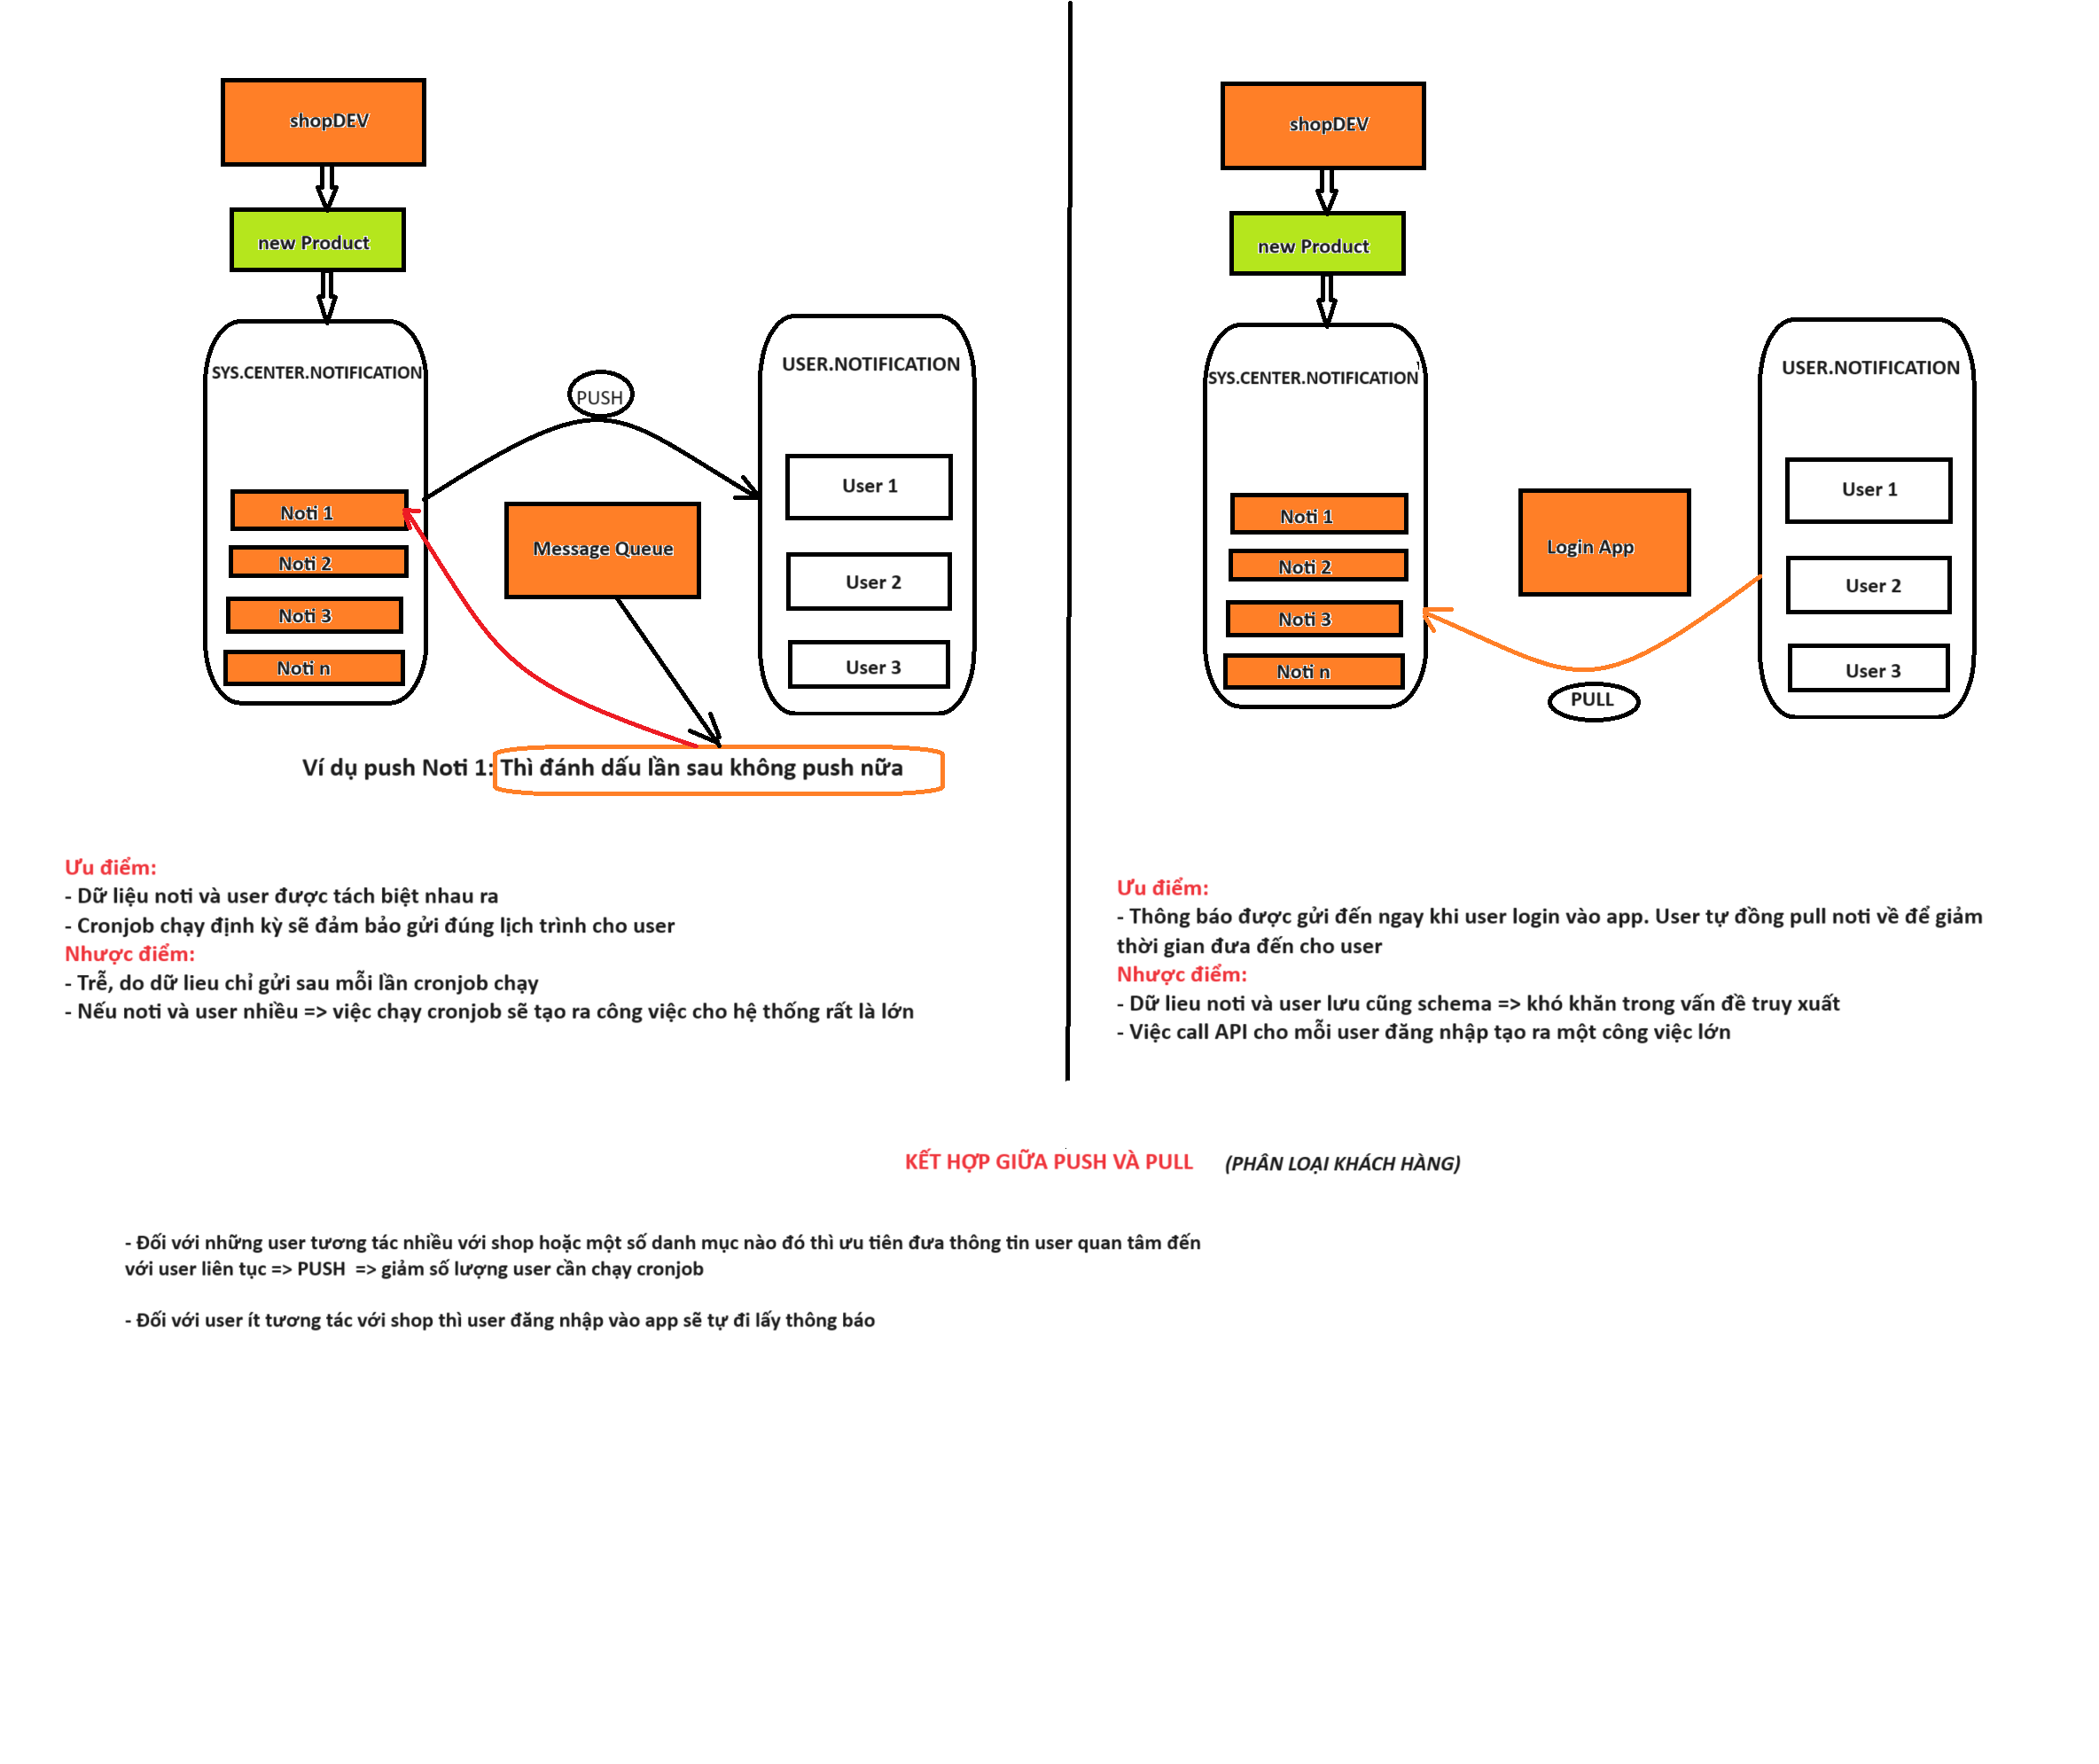 shopDEV
new Product
SYS.CENTER.NOTIFICATION
Noti 1
Noti 2
Noti 3
Noti n
PUSH
Message Queue
USER.NOTIFICATION
User 1
User 2
User 3
Ví dụ push Noti 1: Thì đánh dấu lần sau không push nữa
Ưu điểm:
- Dữ liệu noti và user được tách biệt nhau ra
- Cronjob chạy định kỳ sẽ đảm bảo gửi đúng lịch trình cho user
Nhược điểm:
- Trễ, do dữ lieu chỉ gửi sau mỗi lần cronjob chạy
- Nếu noti và user nhiều => việc chạy cronjob sẽ tạo ra công việc cho hệ thống rất là lớn
shopDEV
new Product
SYS.CENTER.NOTIFICATION
Noti 1
Noti 2
Noti 3
Noti n
Login App
PULL
USER.NOTIFICATION
User 1
User 2
User 3
Ưu điểm:
- Thông báo được gửi đến ngay khi user login vào app. User tự đồng pull noti về để giảm
thời gian đưa đến cho user
Nhược điểm:
- Dữ lieu noti và user lưu cũng schema => khó khăn trong vấn đề truy xuất
- Việc call API cho mỗi user đăng nhập tạo ra một công việc lớn
KẾT HỢP GIỮA PUSH VÀ PULL (PHÂN LOẠI KHÁCH HÀNG)
- Đối với những user tương tác nhiều với shop hoặc một số danh mục nào đó thì ưu tiên đưa thông tin user quan tâm đến
với user liên tục => PUSH => giảm số lượng user cần chạy cronjob
- Đối với user ít tương tác với shop thì user đăng nhập vào app sẽ tự đi lấy thông báo